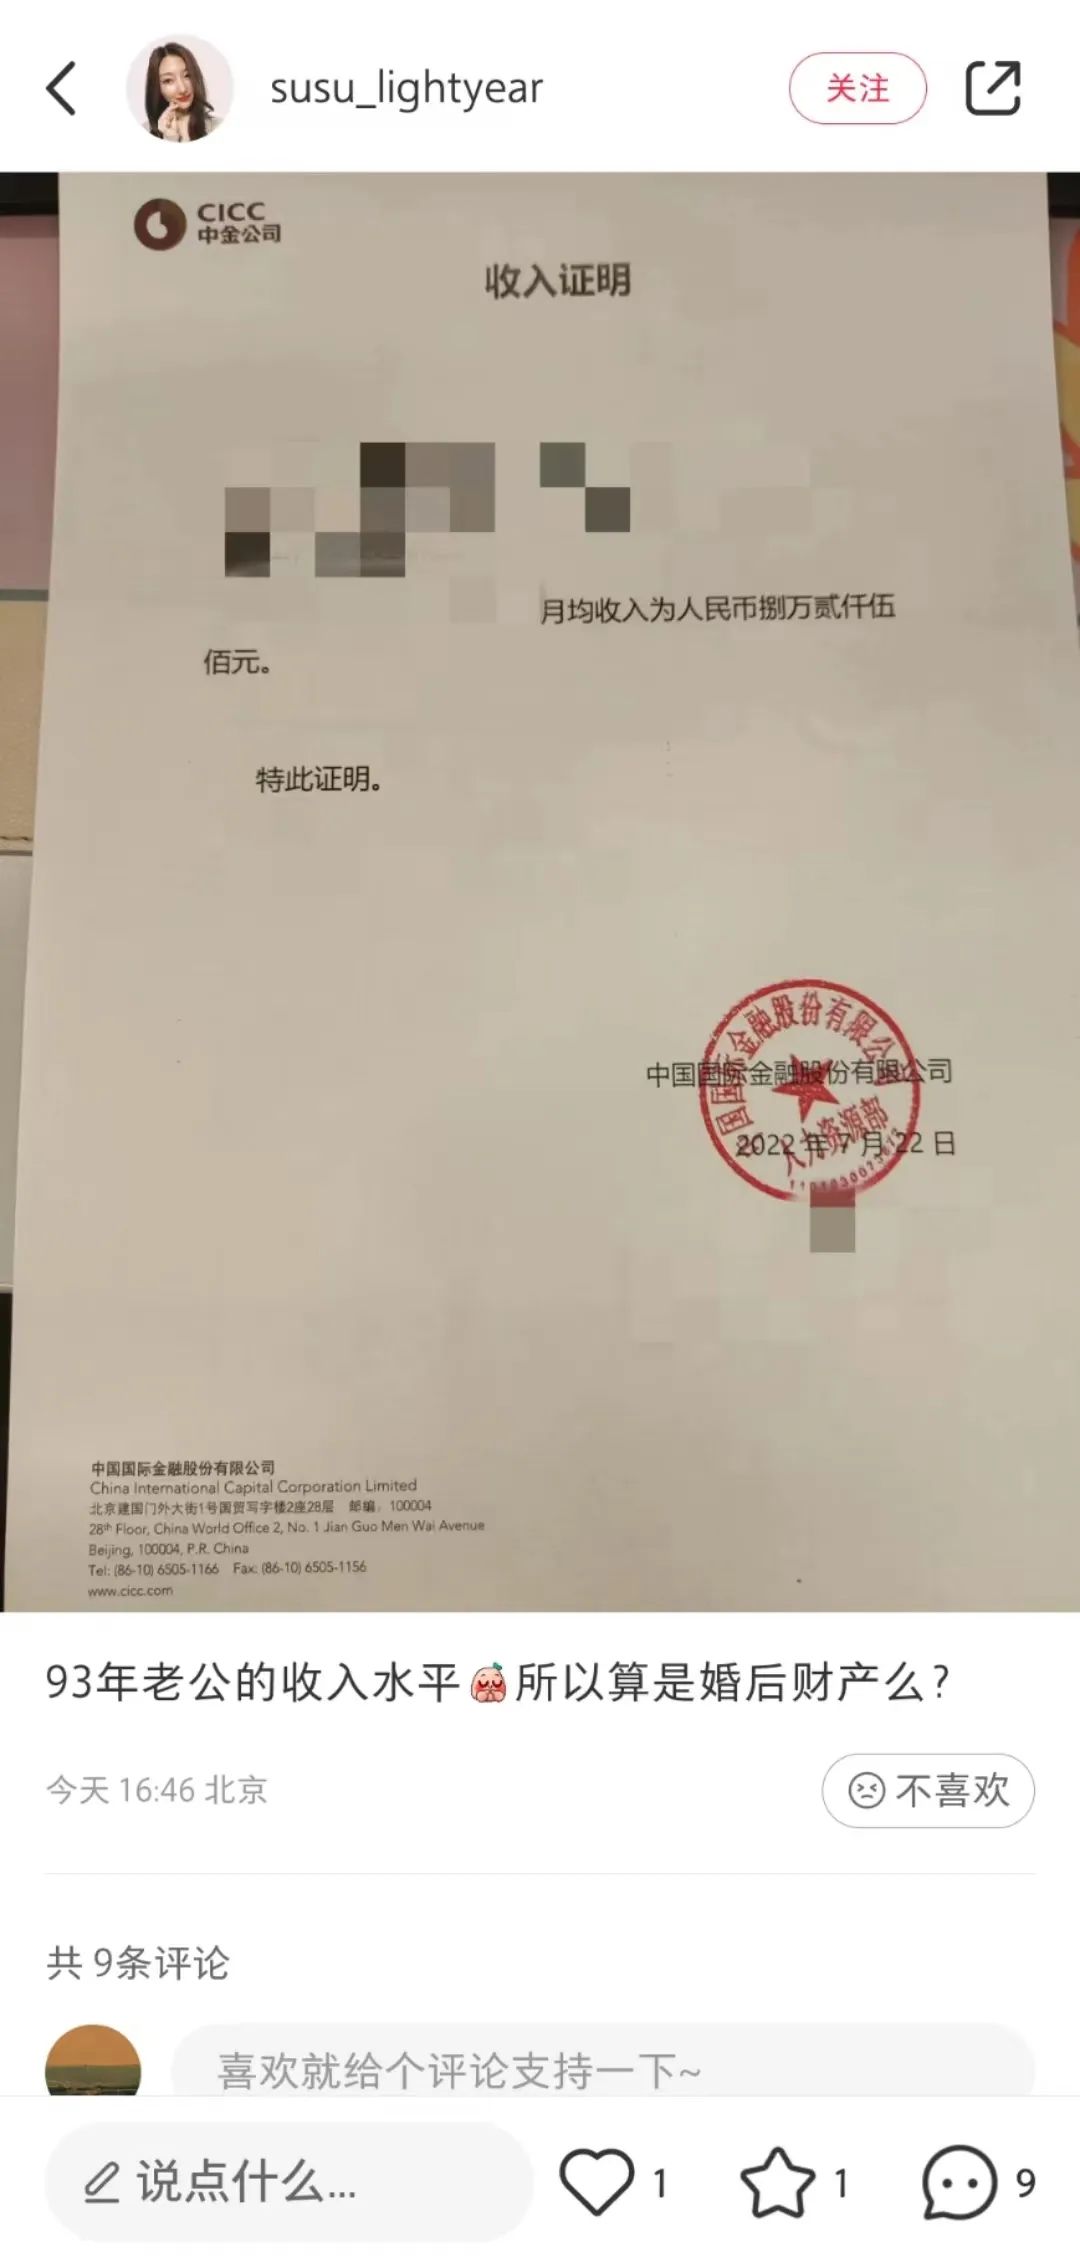 susu_lightyear
关注
CICC
中金公司
收入证明
月均收入为人民币捌万贰仟伍
佰元。
特此证明。
中国国际金融股份有限公司
人力资源部
中国国际金融股份有限公司
2022年7月22日
中国国际金融股份有限公司
China International Capital Corporation Limited
北京建国门外大街1号国贸写字楼2座28层 邮编：100004
28th Floor, China World Office 2, No. 1 Jian Guo Men Wai Avenue
Beijing, 100004, P.R. China
Tel: (86-10) 6505-1166 Fax: (86-10) 6505-1156
www.cicc.com
93年老公的收入水平所以算是婚后财产么？
今天 16:46 北京
不喜欢
共 9条评论
喜欢就给个评论支持一下~
说点什么...
1
1
9